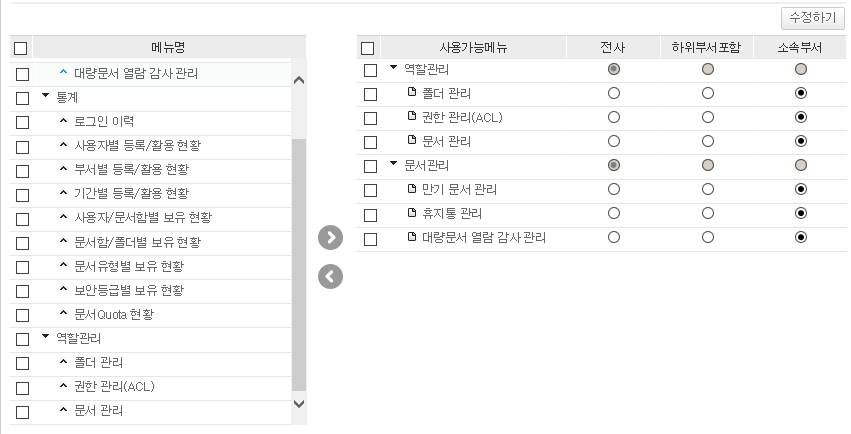 수정하기
메뉴명
대량문서 열람 감사 관리
통계
로그인 이력
사용자별 등록/활용 현황
부서별 등록/활용 현황
기간별 등록/활용 현황
사용자/문서함별 보유 현황
문서함/폴더별 보유 현황
문서유형별 보유 현황
보안등급별 보유 현황
문서Quota 현황
역할관리
폴더 관리
권한 관리(ACL)
문서 관리
사용가능메뉴 전사 하위부서포함 소속부서
역할관리
폴더 관리
권한 관리(ACL)
문서 관리
문서관리
만기 문서 관리
휴지통 관리
대량문서 열람 감사 관리